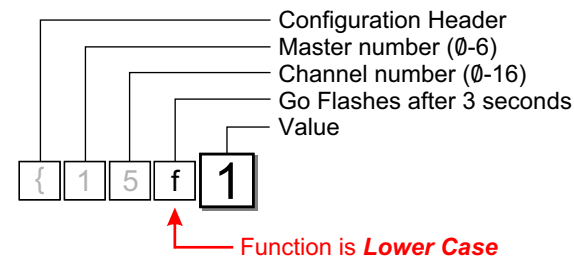 Configuration Header
Master number (0-6)
Channel number (0-16)
Go Flashes after 3 seconds
Value
{ 1 5 f 1
Function is Lower Case